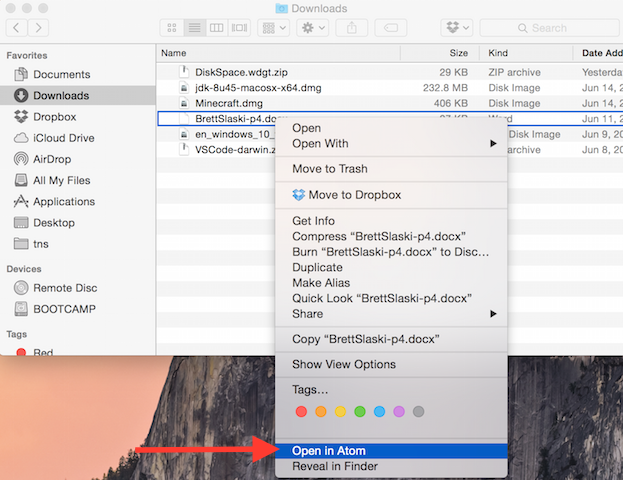 Downloads
Search
Favorites
Documents
Downloads
Dropbox
iCloud Drive
AirDrop
All My Files
Applications
Desktop
tns
Devices
Remote Disc
BOOTCAMP
Tags
Red
Name Size Kind Date Add
DiskSpace.wdgt.zip 29 KB ZIP archive Yesterda
jdk-8u45-macosx-x64.dmg 232.8 MB Disk Image Jun 14, 2
Minecraft.dmg 406 KB Disk Image Jun 14, 2
BrettSlaski-p4.docx 27 KB Word Jun 11, 2
en_windows_10_ Disk Image Jun 9, 20
VSCode-darwin.z archive Jun 8, 20
Open
Open With
Move to Trash
Move to Dropbox
Get Info
Compress “BrettSlaski-p4.docx”
Burn “BrettSlaski-p4.docx” to Disc…
Duplicate
Make Alias
Quick Look “BrettSlaski-p4.docx”
Share
Copy “BrettSlaski-p4.docx”
Show View Options
Tags…
Open in Atom
Reveal in Finder